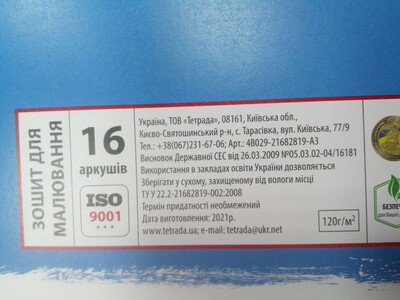 ЗОШИТ ДЛЯ
МАЛЮВАННЯ
16
аркушів
ISO
9001
Україна, ТОВ «Тетрада», 08161, Київська обл.,
Києво-Святошинський р-н, с. Тарасівка, вул. Київська, 77/9
Тел.: +38(067)231-67-06; Арт.: 4В029-21682819-А3
Висновок Державної СЕС від 26.03.2009 №05.03.02-04/16181
Використання в закладах освіти України дозволяється
Зберігати у сухому, захищеному від вологи місці
ТУ У 22.2-21682819-002:2008
Термін придатності необмежений
Дата виготовлення: 2021р.
www.tetrada.ua; e-mail: tetrada@ukr.net
120г/м²